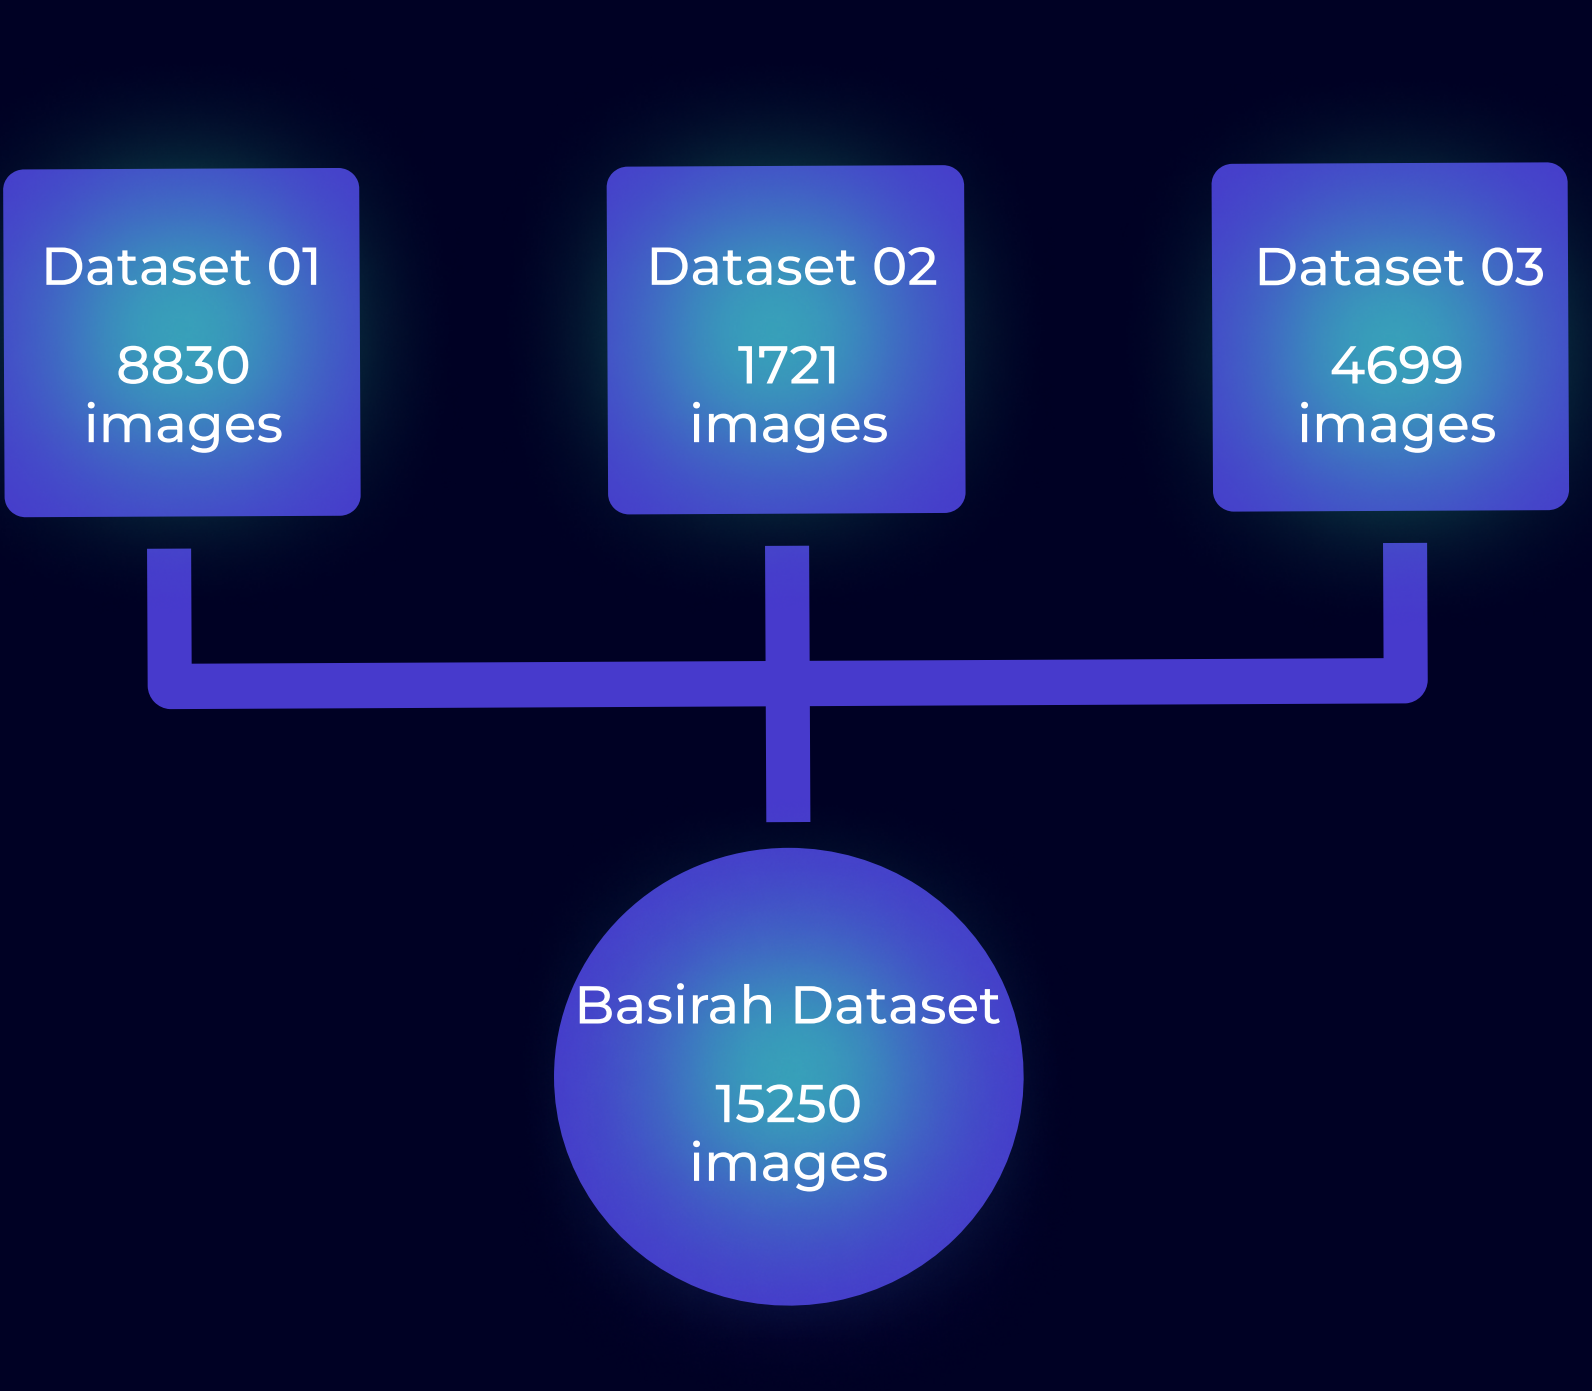 Dataset 01
8830
images
Dataset 02
1721
images
Dataset 03
4699
images
Basirah Dataset
15250
images